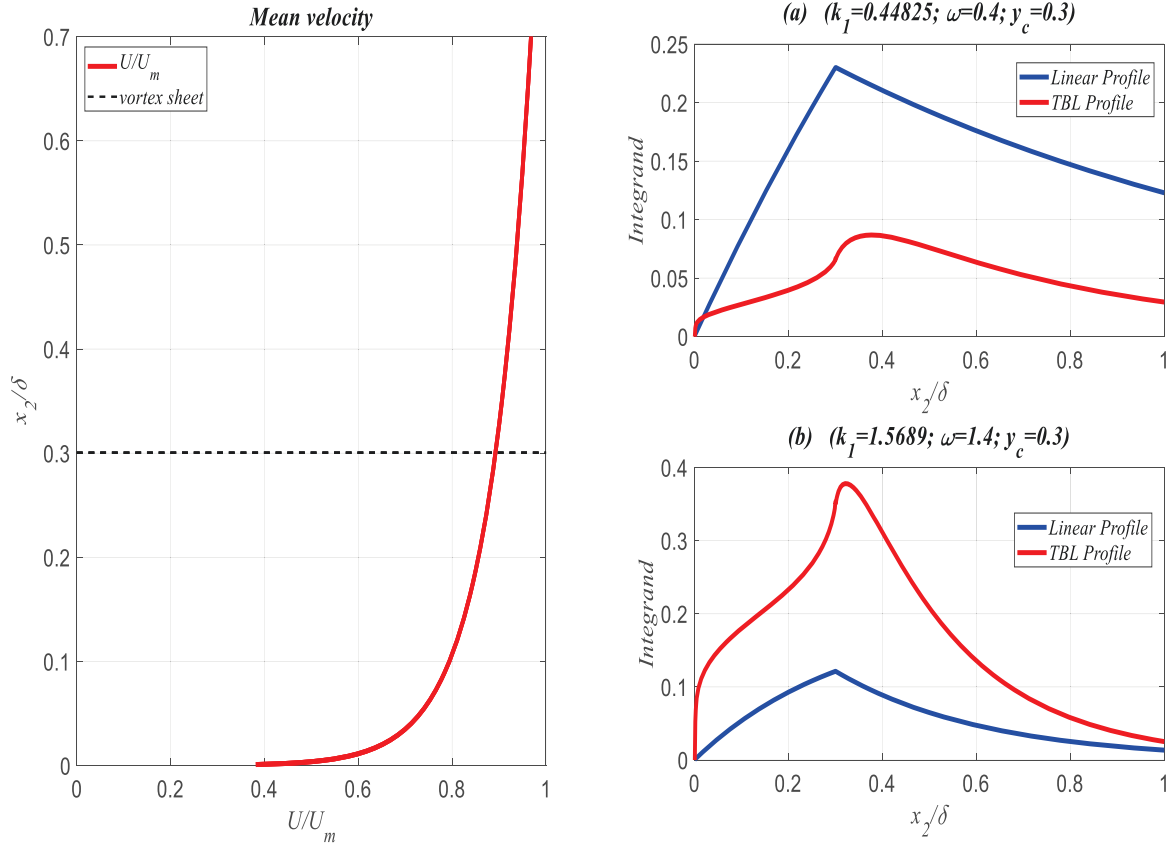 Mean velocity
U/U_m
vortex sheet
0.7
0.6
0.5
0.4
0.3
0.2
0.1
0
x_2/δ
0 0.2 0.4 0.6 0.8 1
U/U_m
(a) (k_1=0.44825; ω=0.4; y_c=0.3)
Linear Profile
TBL Profile
0.25
0.2
0.15
0.1
0.05
0
Integrand
0 0.2 0.4 0.6 0.8 1
x_2/δ
(b) (k_1=1.5689; ω=1.4; y_c=0.3)
Linear Profile
TBL Profile
0.4
0.3
0.2
0.1
0
Integrand
0 0.2 0.4 0.6 0.8 1
x_2/δ